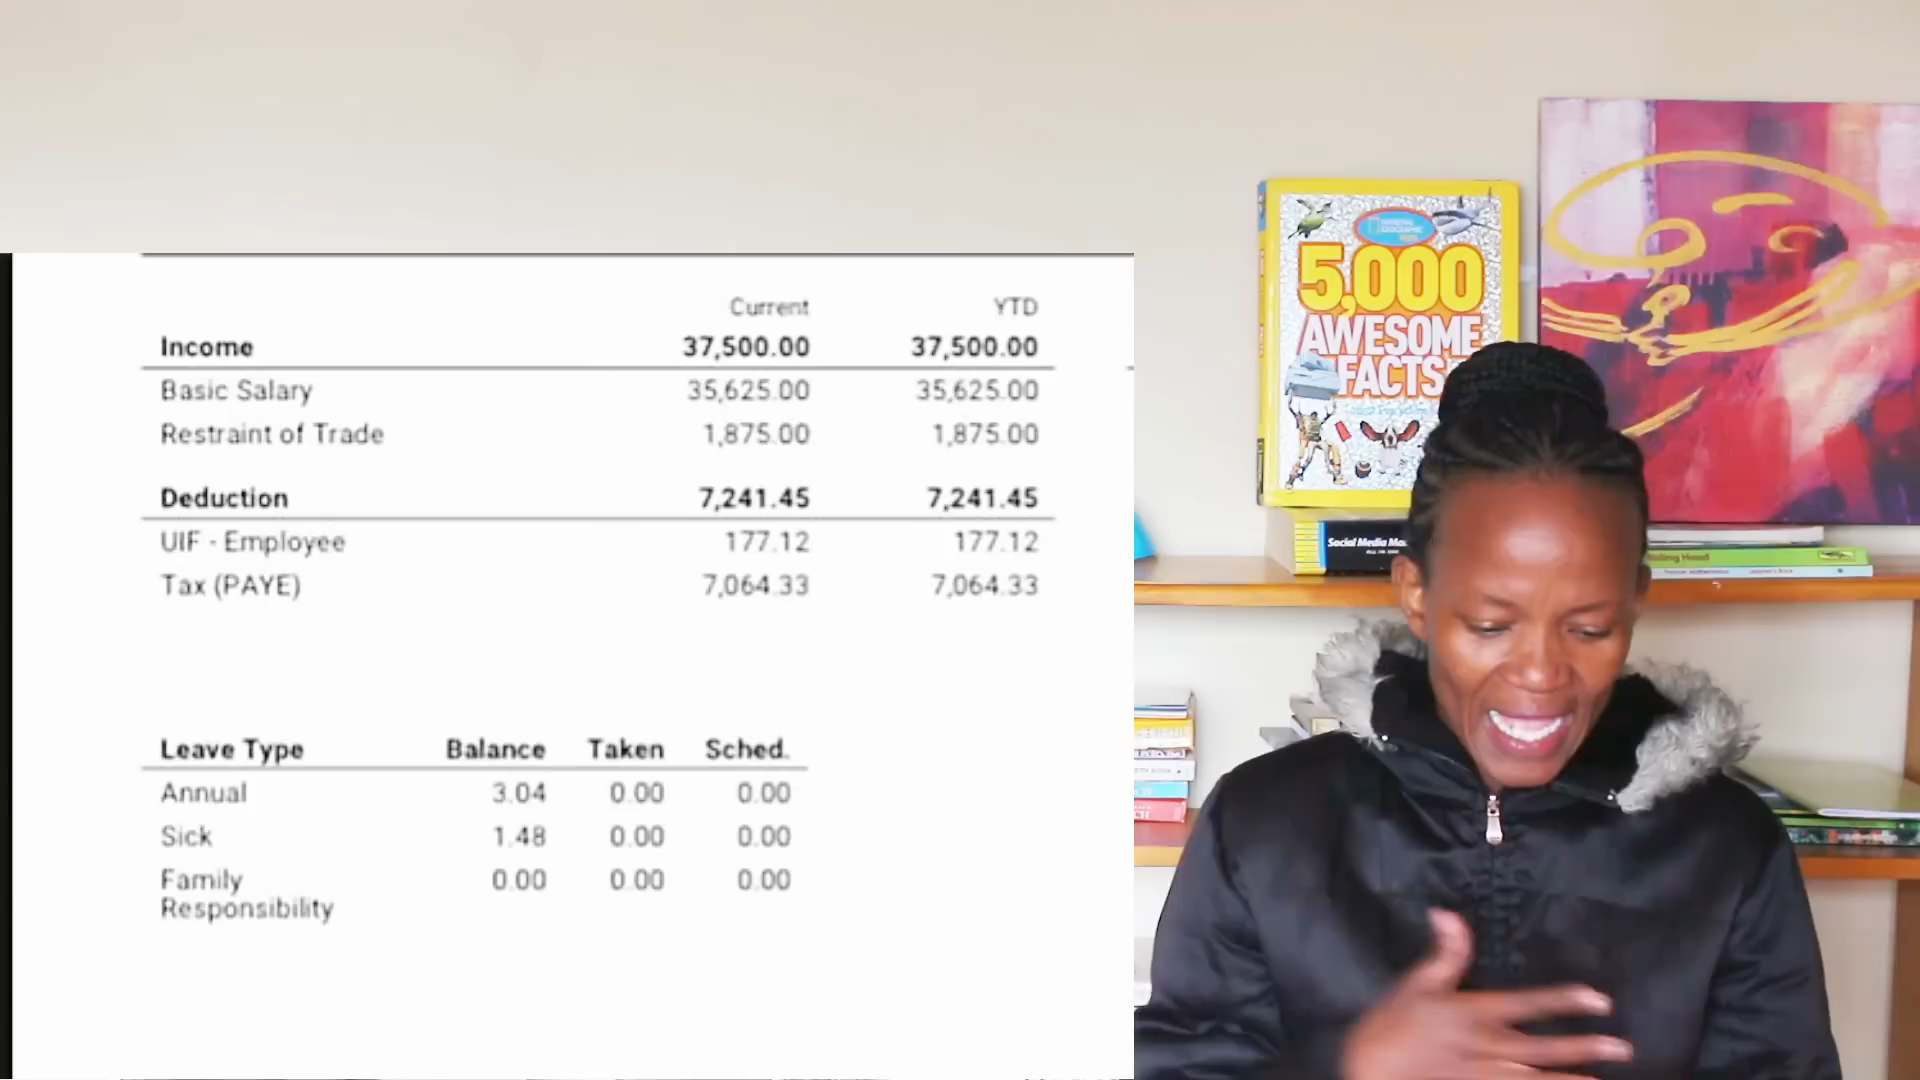 Current YTD
Income 37,500.00 37,500.00
Basic Salary 35,625.00 35,625.00
Restraint of Trade 1,875.00 1,875.00
Deduction 7,241.45 7,241.45
UIF - Employee 177.12 177.12
Tax (PAYE) 7,064.33 7,064.33
Leave Type Balance Taken Sched.
Annual 3.04 0.00 0.00
Sick 1.48 0.00 0.00
Family 0.00 0.00 0.00
Responsibility
NATIONAL
GEOGRAPHIC
KIDS
5,000
AWESOME
FACTS
Social Media